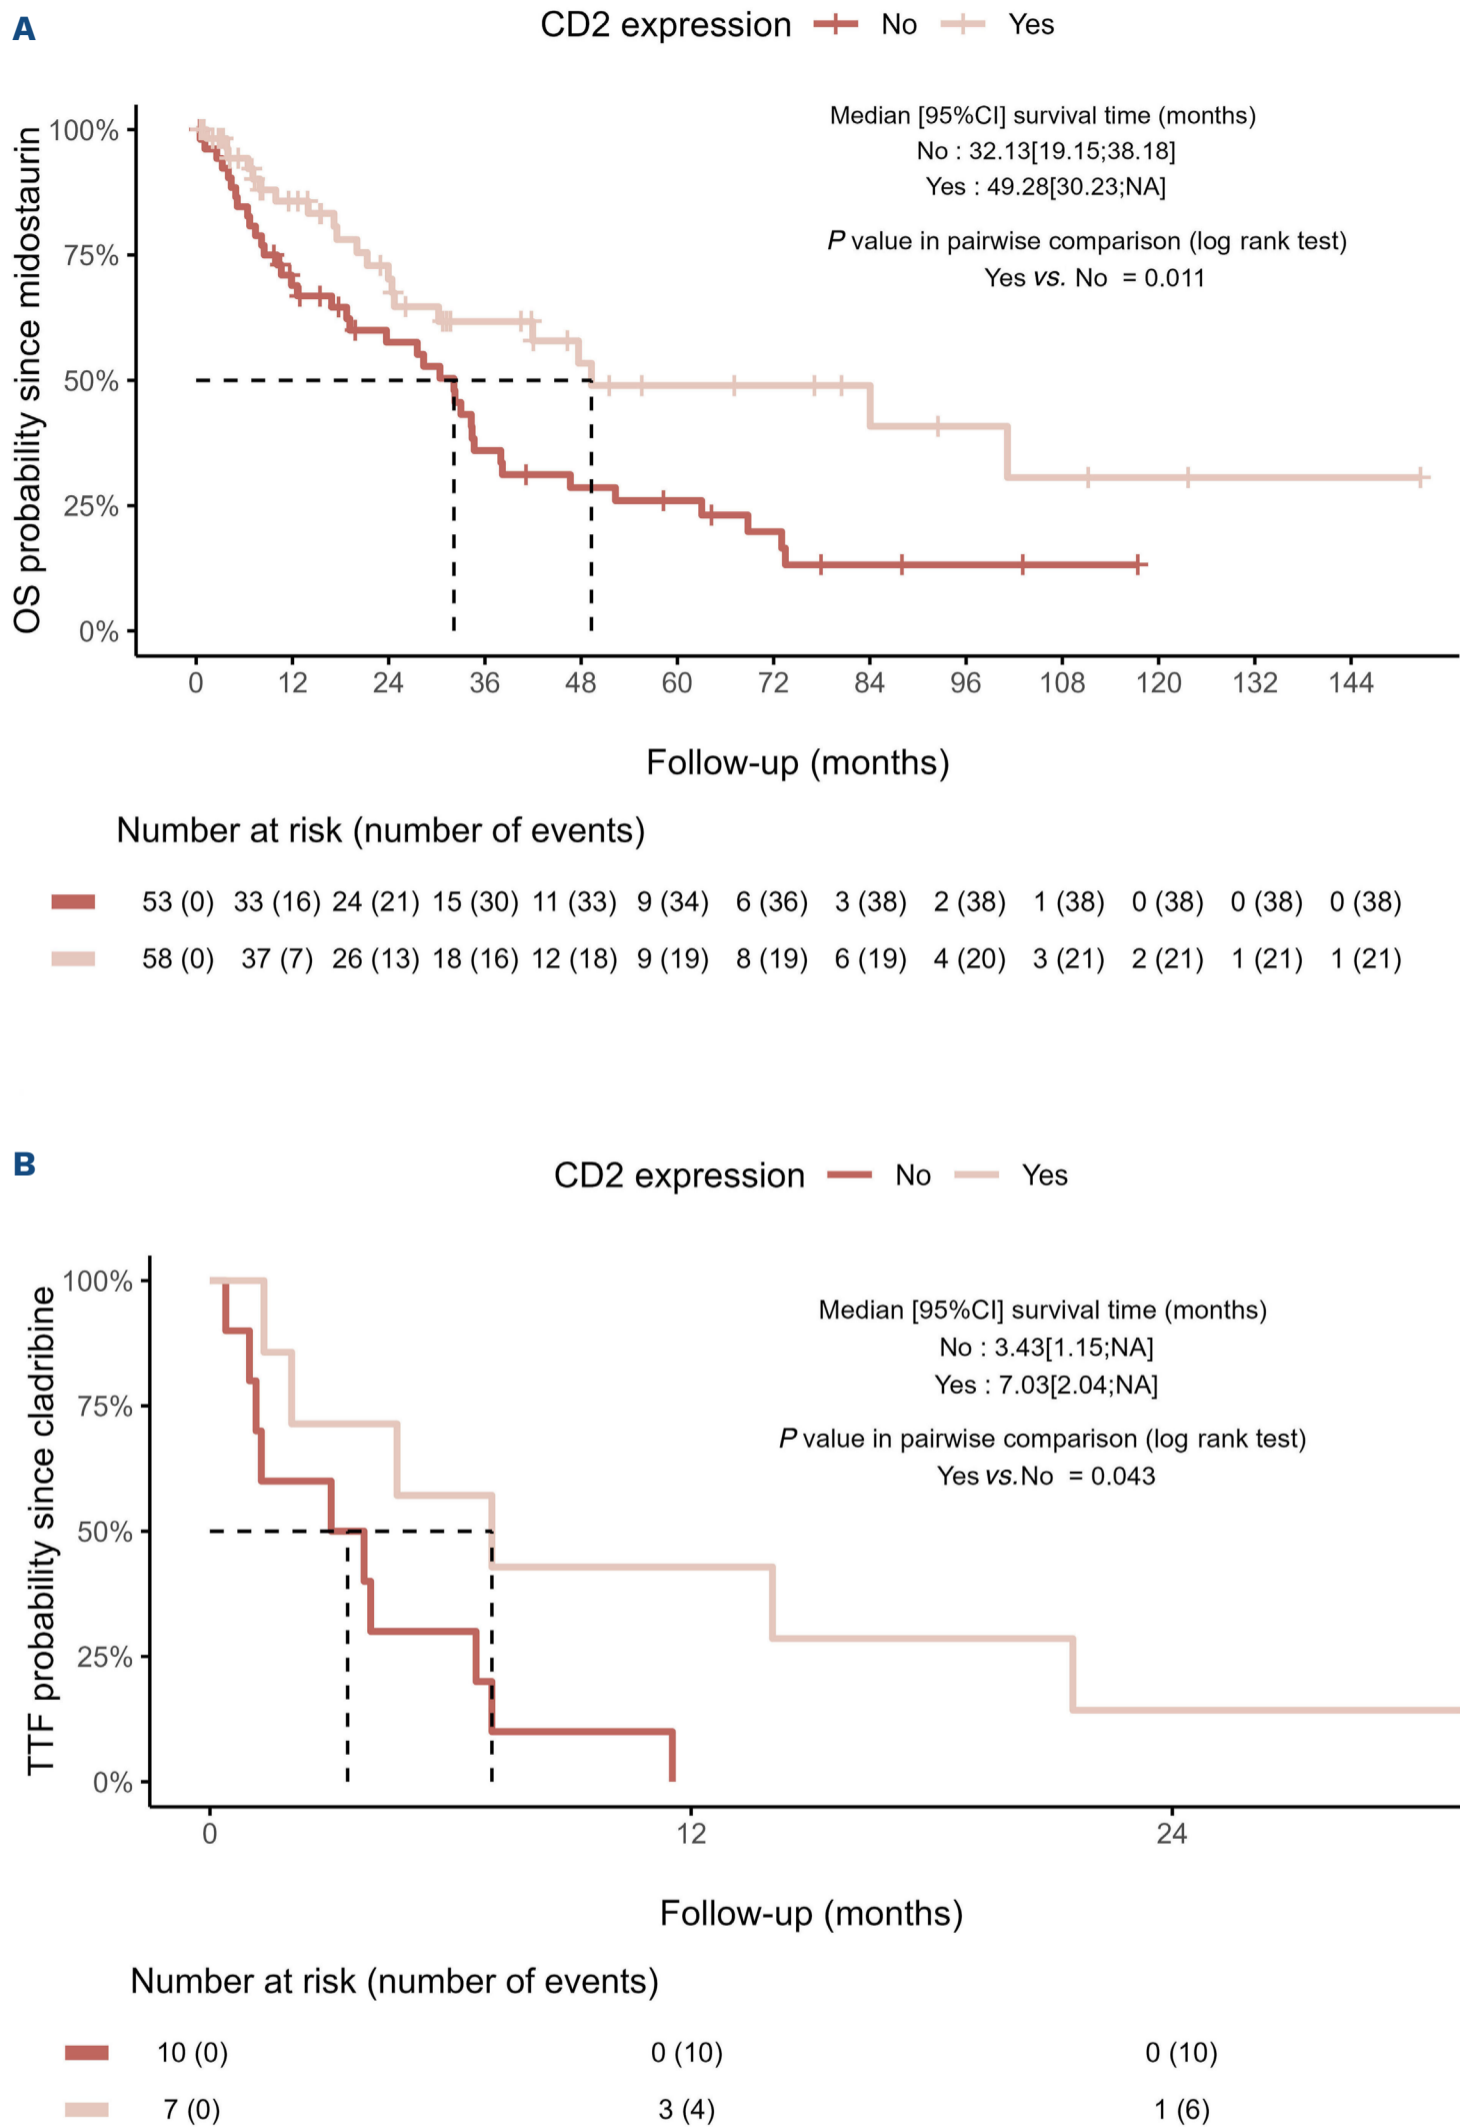 A
CD2 expression No Yes
Median [95%CI] survival time (months)
No : 32.13[19.15;38.18]
Yes : 49.28[30.23;NA]
P value in pairwise comparison (log rank test)
Yes vs. No = 0.011
OS probability since midostaurin
100%
75%
50%
25%
0%
0 12 24 36 48 60 72 84 96 108 120 132 144
Follow-up (months)
Number at risk (number of events)
53 (0) 33 (16) 24 (21) 15 (30) 11 (33) 9 (34) 6 (36) 3 (38) 2 (38) 1 (38) 0 (38) 0 (38) 0 (38)
58 (0) 37 (7) 26 (13) 18 (16) 12 (18) 9 (19) 8 (19) 6 (19) 4 (20) 3 (21) 2 (21) 1 (21) 1 (21)
B
CD2 expression No Yes
Median [95%CI] survival time (months)
No : 3.43[1.15;NA]
Yes : 7.03[2.04;NA]
P value in pairwise comparison (log rank test)
Yes vs.No = 0.043
TTF probability since cladribine
100%
75%
50%
25%
0%
0 12 24
Follow-up (months)
Number at risk (number of events)
10 (0) 0 (10) 0 (10)
7 (0) 3 (4) 1 (6)